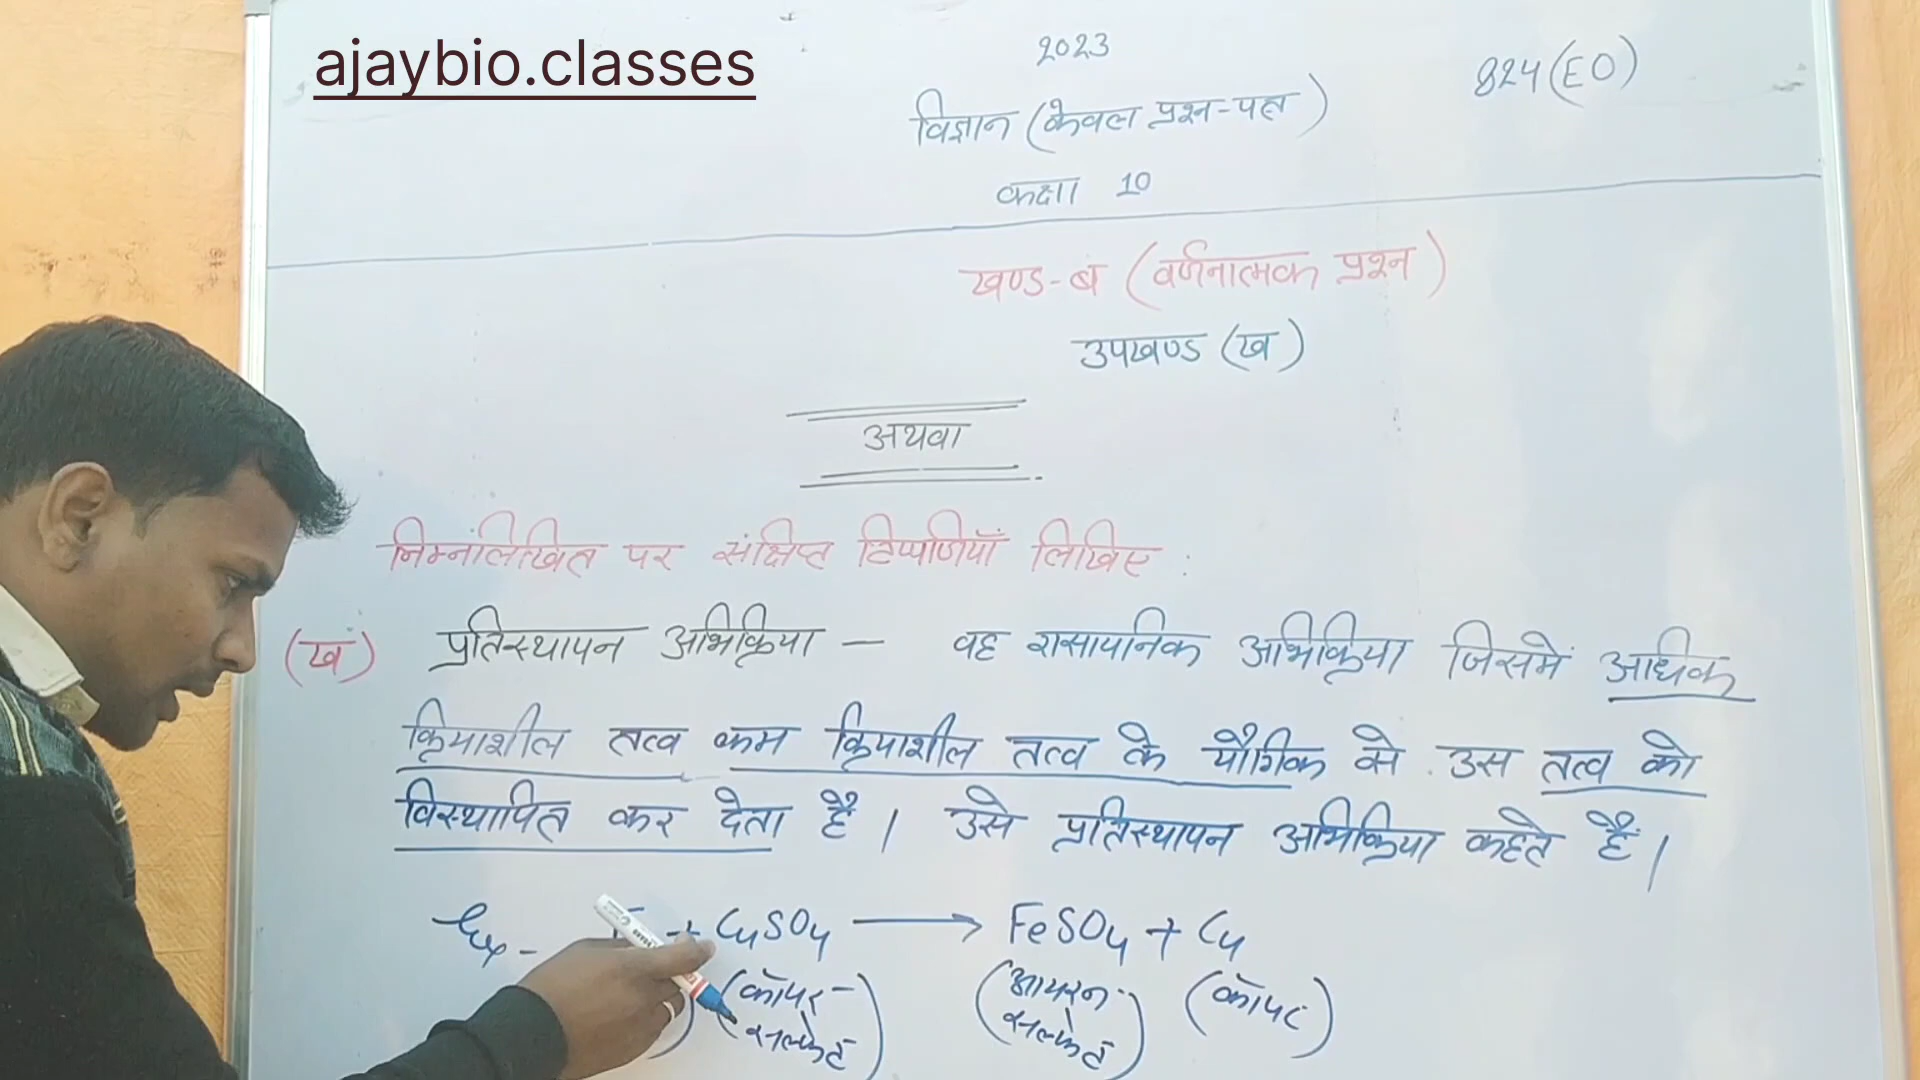 ajaybio.classes
2023
824(EO)
विज्ञान (केवल प्रश्न-पत्र)
कक्षा 10
खण्ड-ब (वर्णनात्मक प्रश्न)
उपखण्ड (ख)
अथवा
निम्नलिखित पर संक्षिप्त टिप्पणियाँ लिखिए :
(ख) प्रतिस्थापन अभिक्रिया — वह रासायनिक अभिक्रिया जिसमें अधिक
क्रियाशील तत्व कम क्रियाशील तत्व के यौगिक से उस तत्व को
विस्थापित कर देता है। उसे प्रतिस्थापन अभिक्रिया कहते हैं।
Ex - + CuSO4 → FeSO4 + Cu
(कॉपर- (आयरन- (कॉपर)
सल्फेट) सल्फेट)